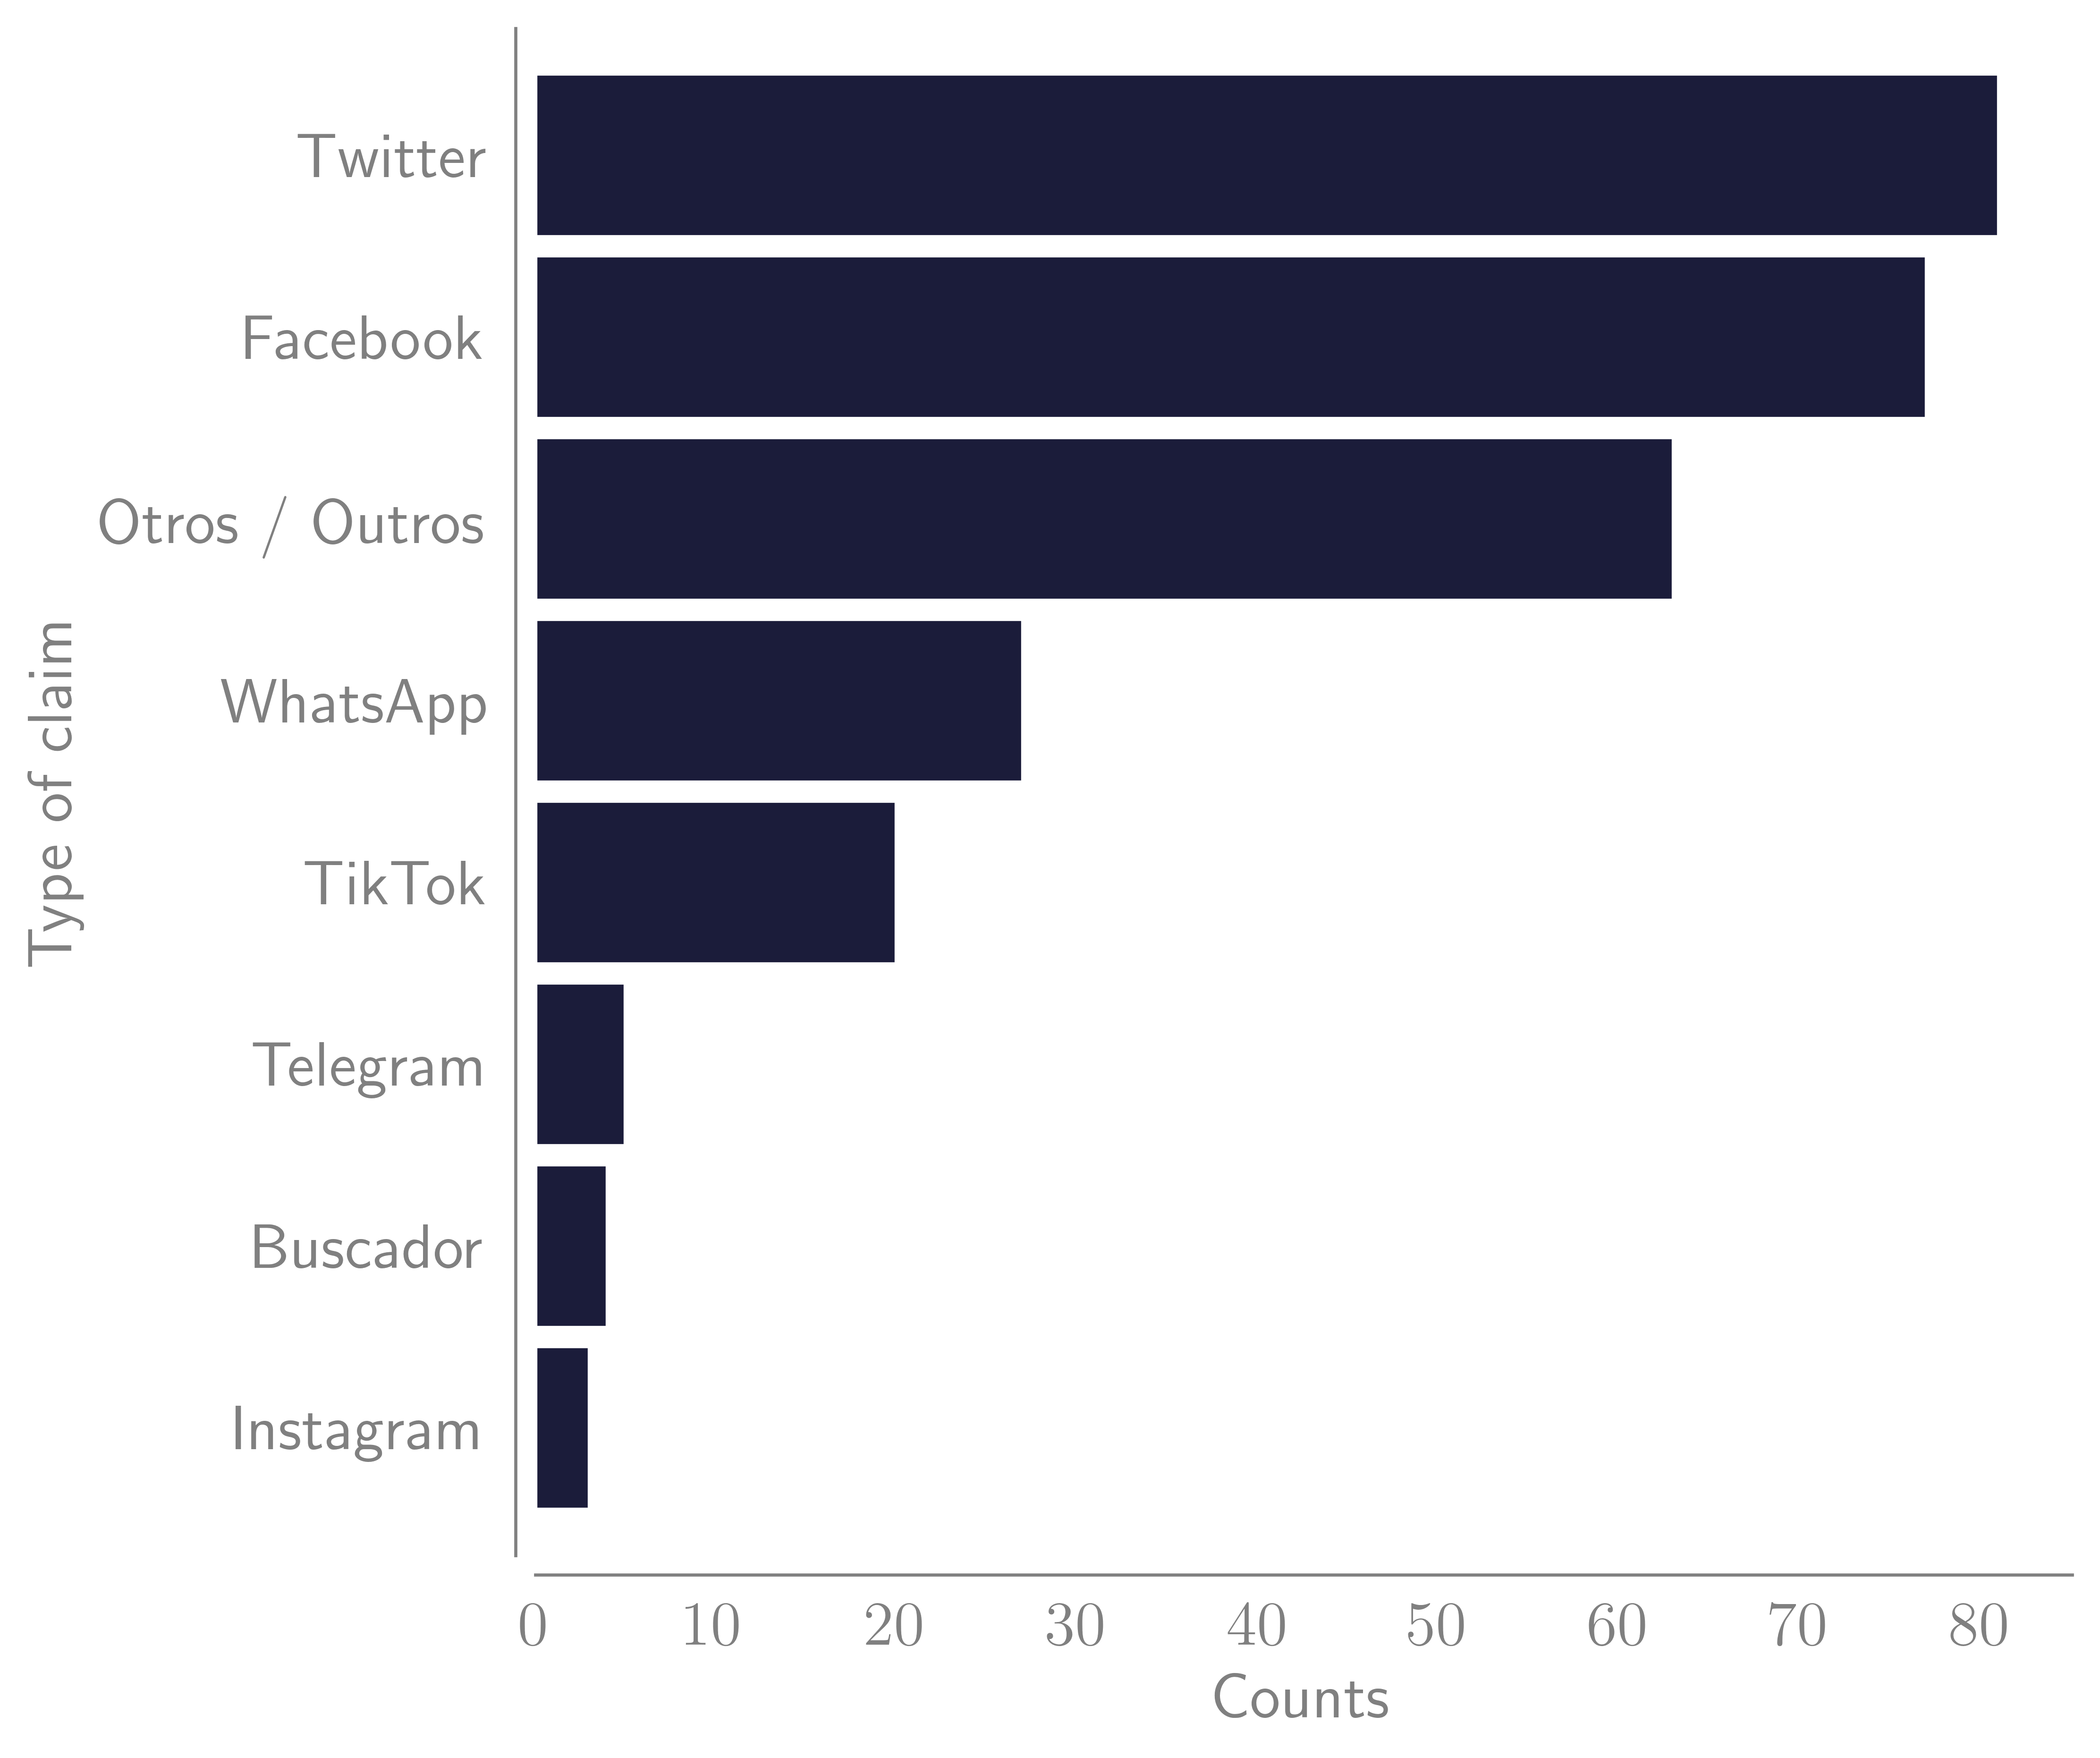 Type of claim
Twitter
Facebook
Otros / Outros
WhatsApp
TikTok
Telegram
Buscador
Instagram
0 10 20 30 40 50 60 70 80
Counts